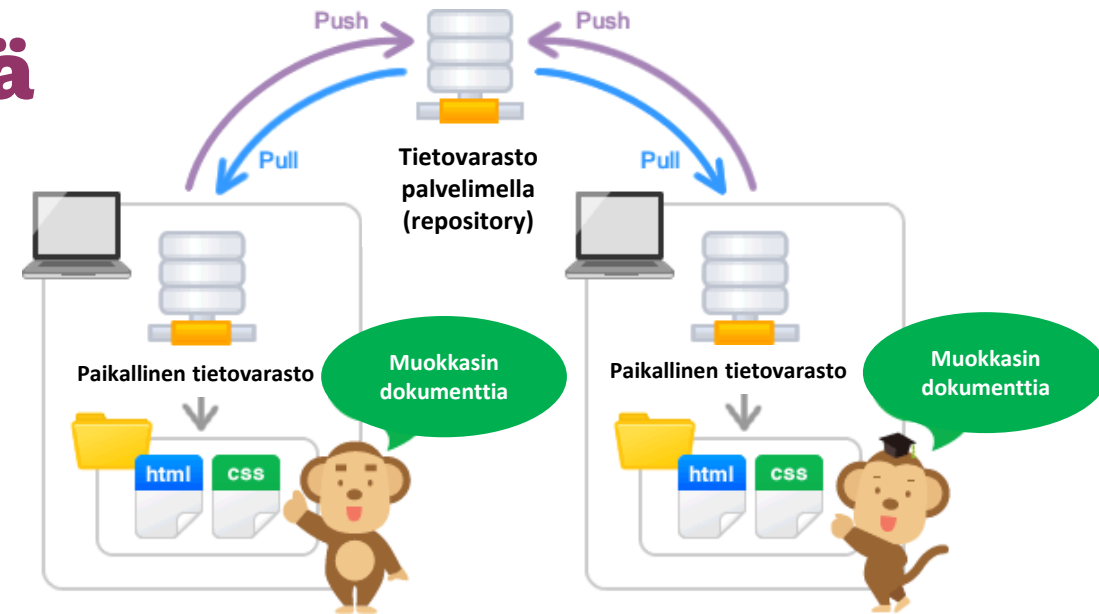 ä
Push
Push
Pull
Pull
Tietovarasto
palvelimella
(repository)
Paikallinen tietovarasto
Muokkasin
dokumenttia
html
css
Paikallinen tietovarasto
Muokkasin
dokumenttia
html
css